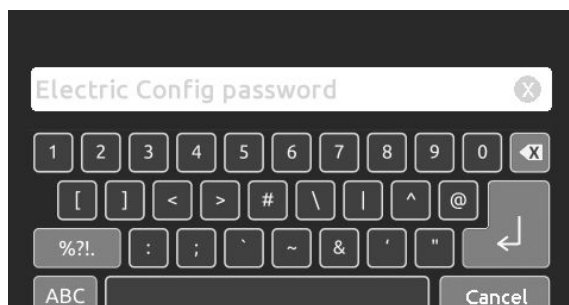 Electric Config password
1 2 3 4 5 6 7 8 9 0
[ ] < > # \ | ^ @
%?!. : ; ` ~ & ' "
ABC Cancel